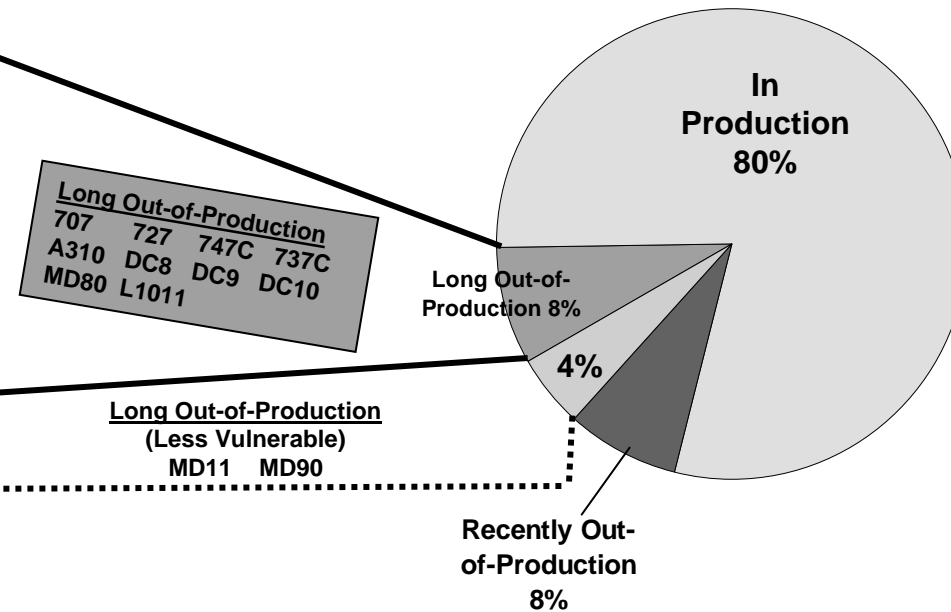 In
Production
80%
Long Out-of-Production
707 727 747C 737C
A310 DC8 DC9 DC10
MD80 L1011
Long Out-of-
Production 8%
4%
Long Out-of-Production
(Less Vulnerable)
MD11 MD90
Recently Out-
of-Production
8%